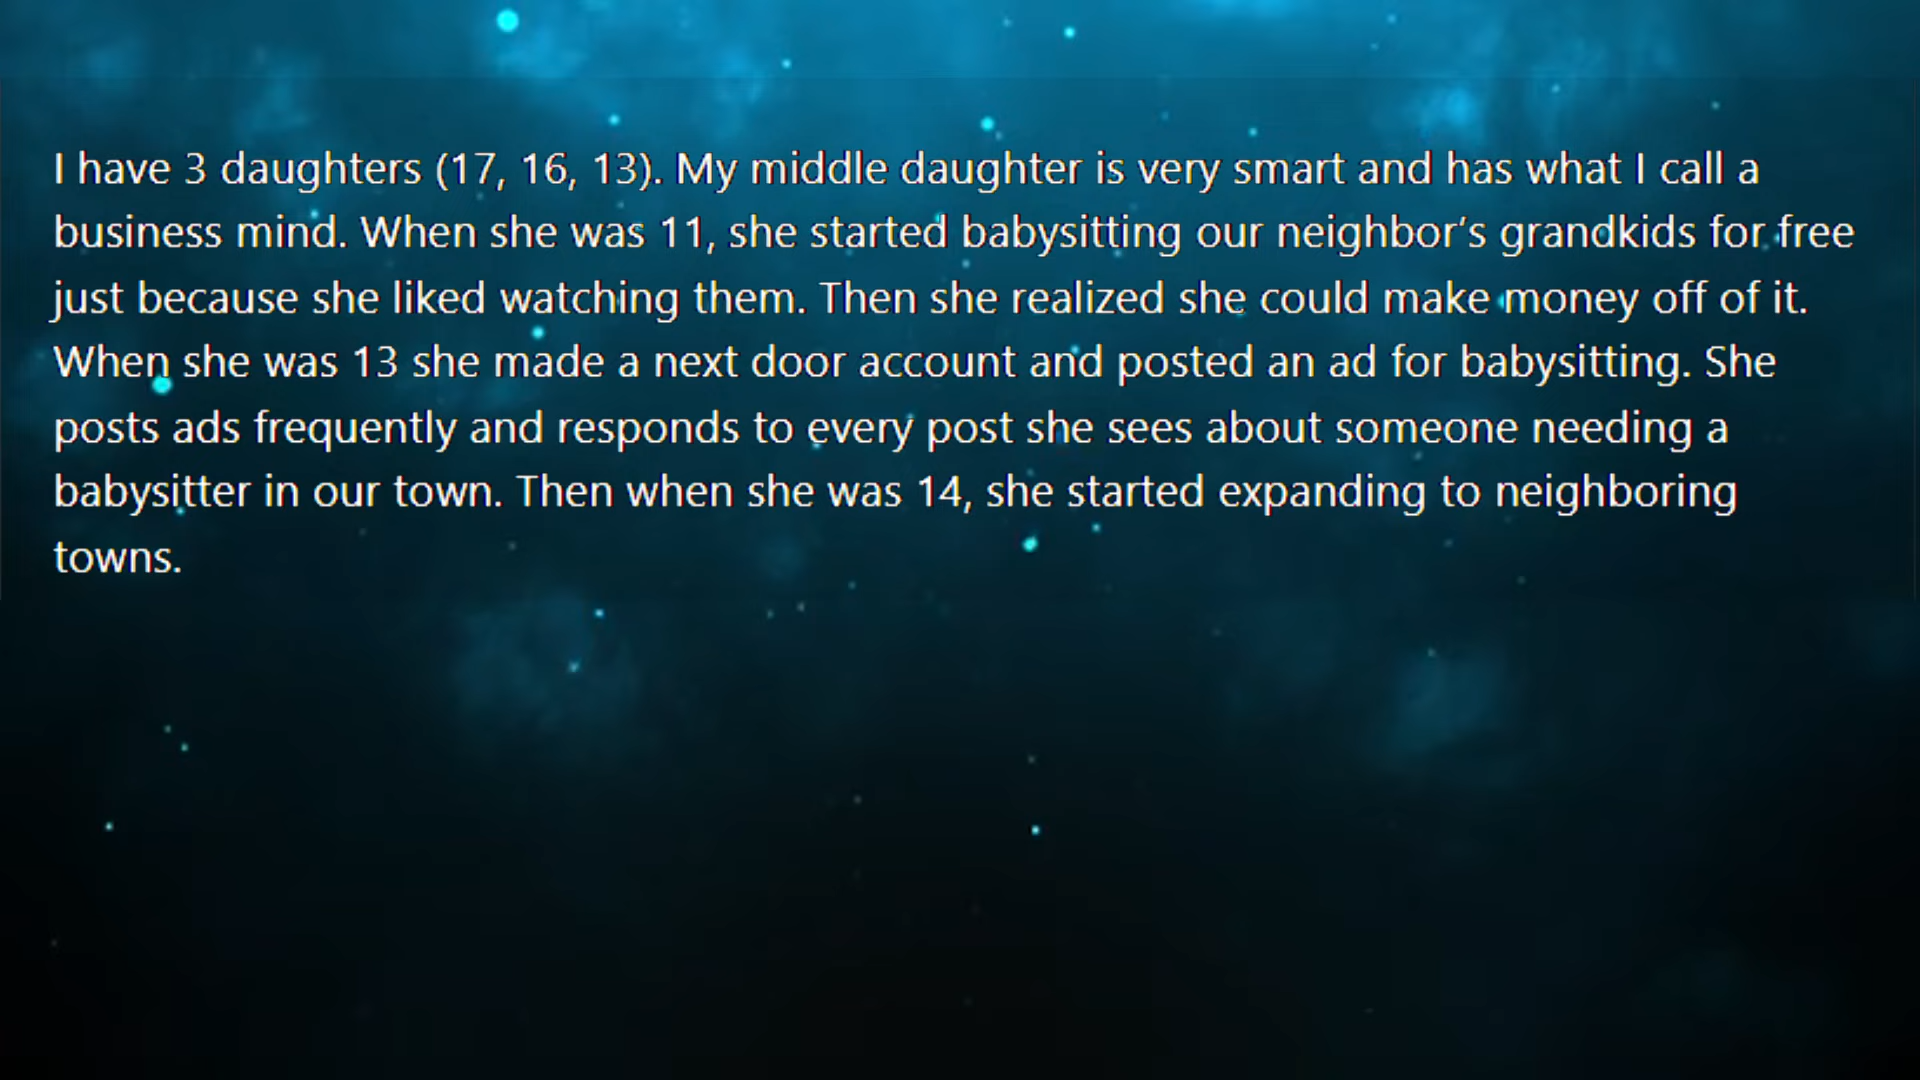 I have 3 daughters (17, 16, 13). My middle daughter is very smart and has what I call a
business mind. When she was 11, she started babysitting our neighbor’s grandkids for free
just because she liked watching them. Then she realized she could make money off of it.
When she was 13 she made a next door account and posted an ad for babysitting. She
posts ads frequently and responds to every post she sees about someone needing a
babysitter in our town. Then when she was 14, she started expanding to neighboring
towns.